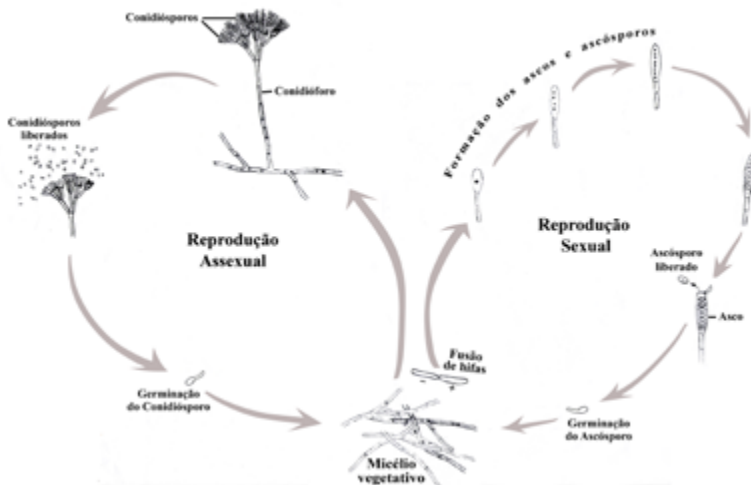 Conidiósporos
Conidióforo
Conidiósporos
liberados
Reprodução
Assexual
Germinação
do Conidiósporo
Micélio
vegetativo
Fusão
de hifas
- +
Formação dos ascus e ascósporos
Reprodução
Sexual
Ascósporo
liberado
Asco
Germinação
do Ascósporo